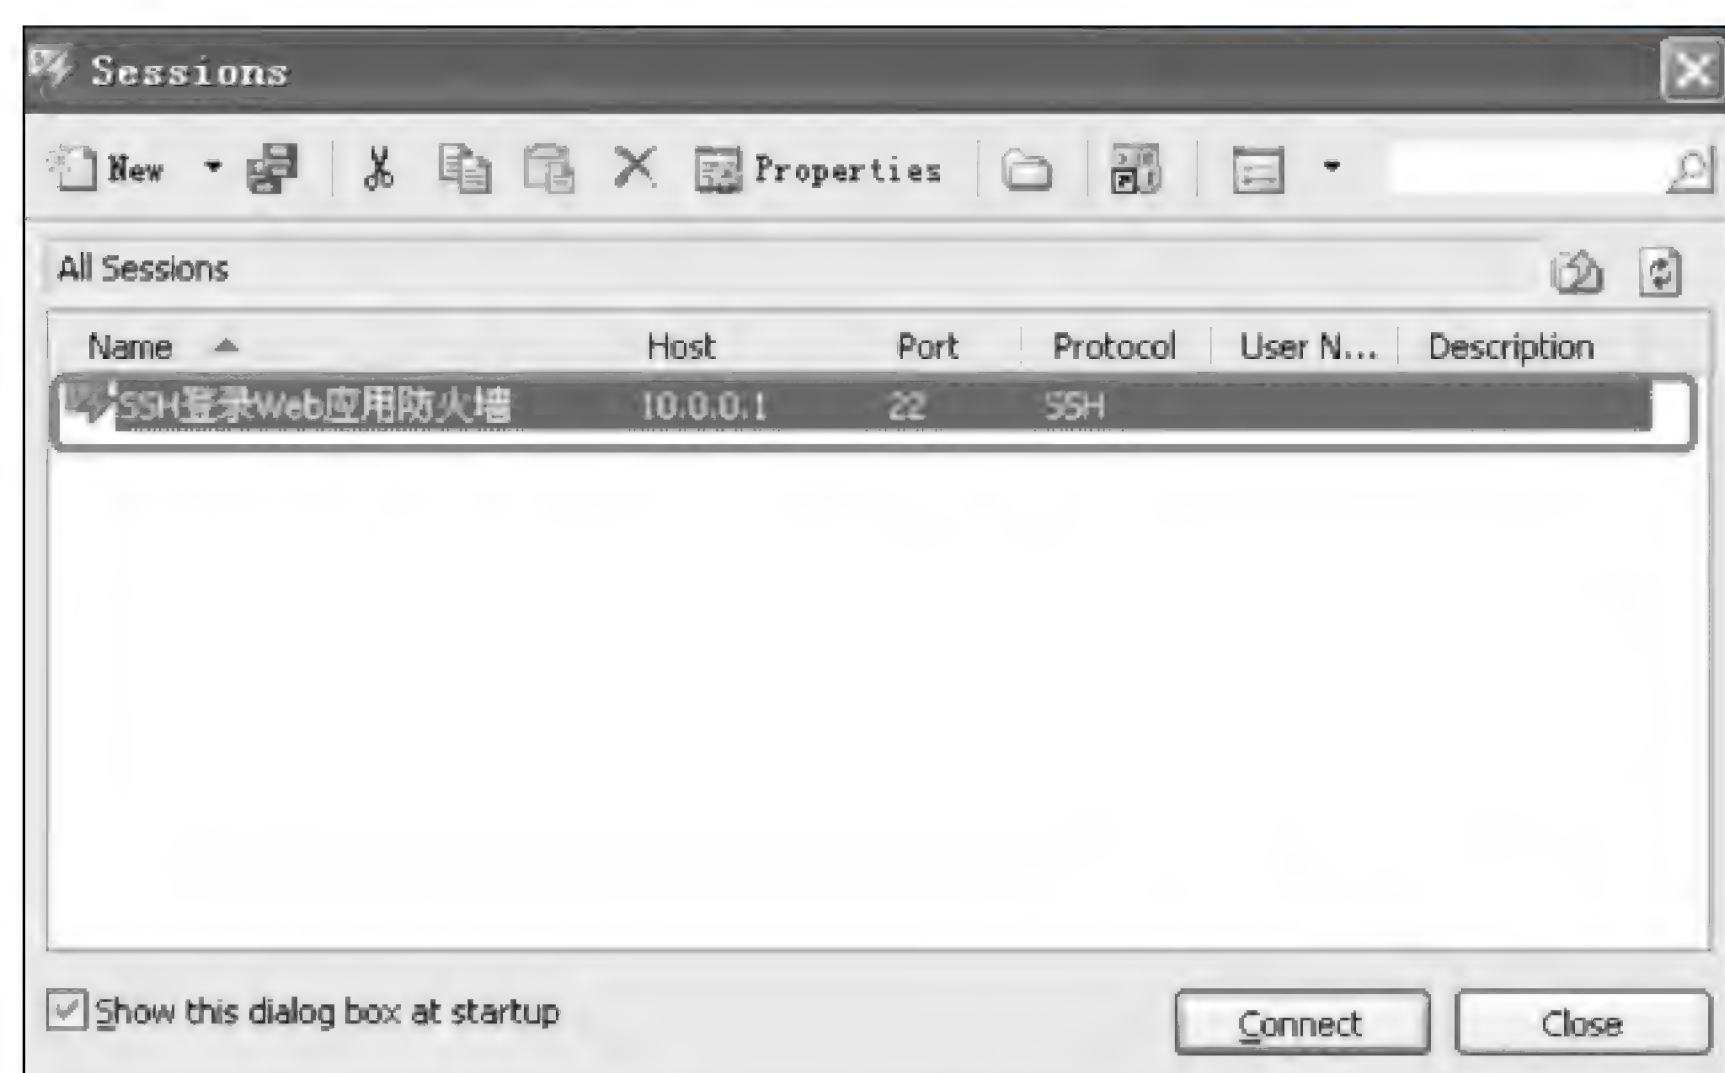 Sessions
New Properties
All Sessions
Name Host Port Protocol User N... Description
SSH登录Web应用防火墙 10.0.0.1 22 SSH
Show this dialog box at startup Connect Close